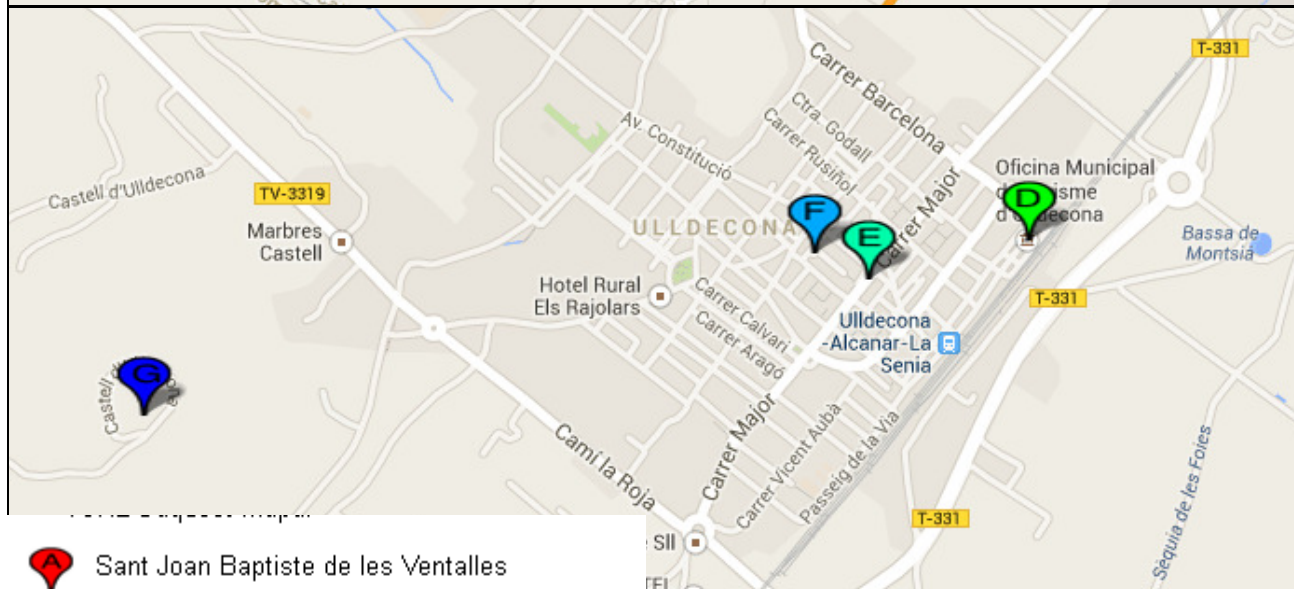 T-331
Carrer Barcelona
Ctra. Godall
Carrer Rusiñol
Av. Constitució
Oficina Municipal
d'Ulldecona
Castell d'Ulldecona
TV-3319
Marbres
Castell
ULLDECONA
F
E
D
Carrer Major
Bassa de
Montsià
T-331
Hotel Rural
Els Rajolars
Carrer Calvari
Carrer Aragó
Ulldecona
-Alcanar-La
Senia
G
Castell
Carrer Major
Carrer Vicent Aubà
Passeig de la Via
Camí la Roja
T-331
Sèquia de les Foies
Sll
A
Sant Joan Baptiste de les Ventalles